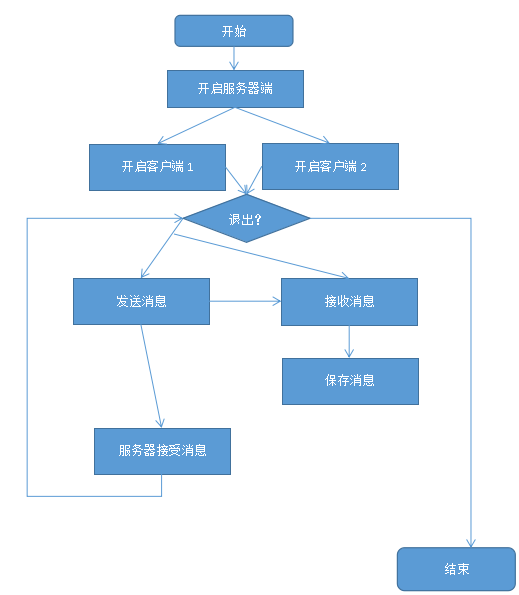 开始
开启服务器端
开启客户端 1
开启客户端 2
退出?
发送消息
接收消息
保存消息
服务器接受消息
结束